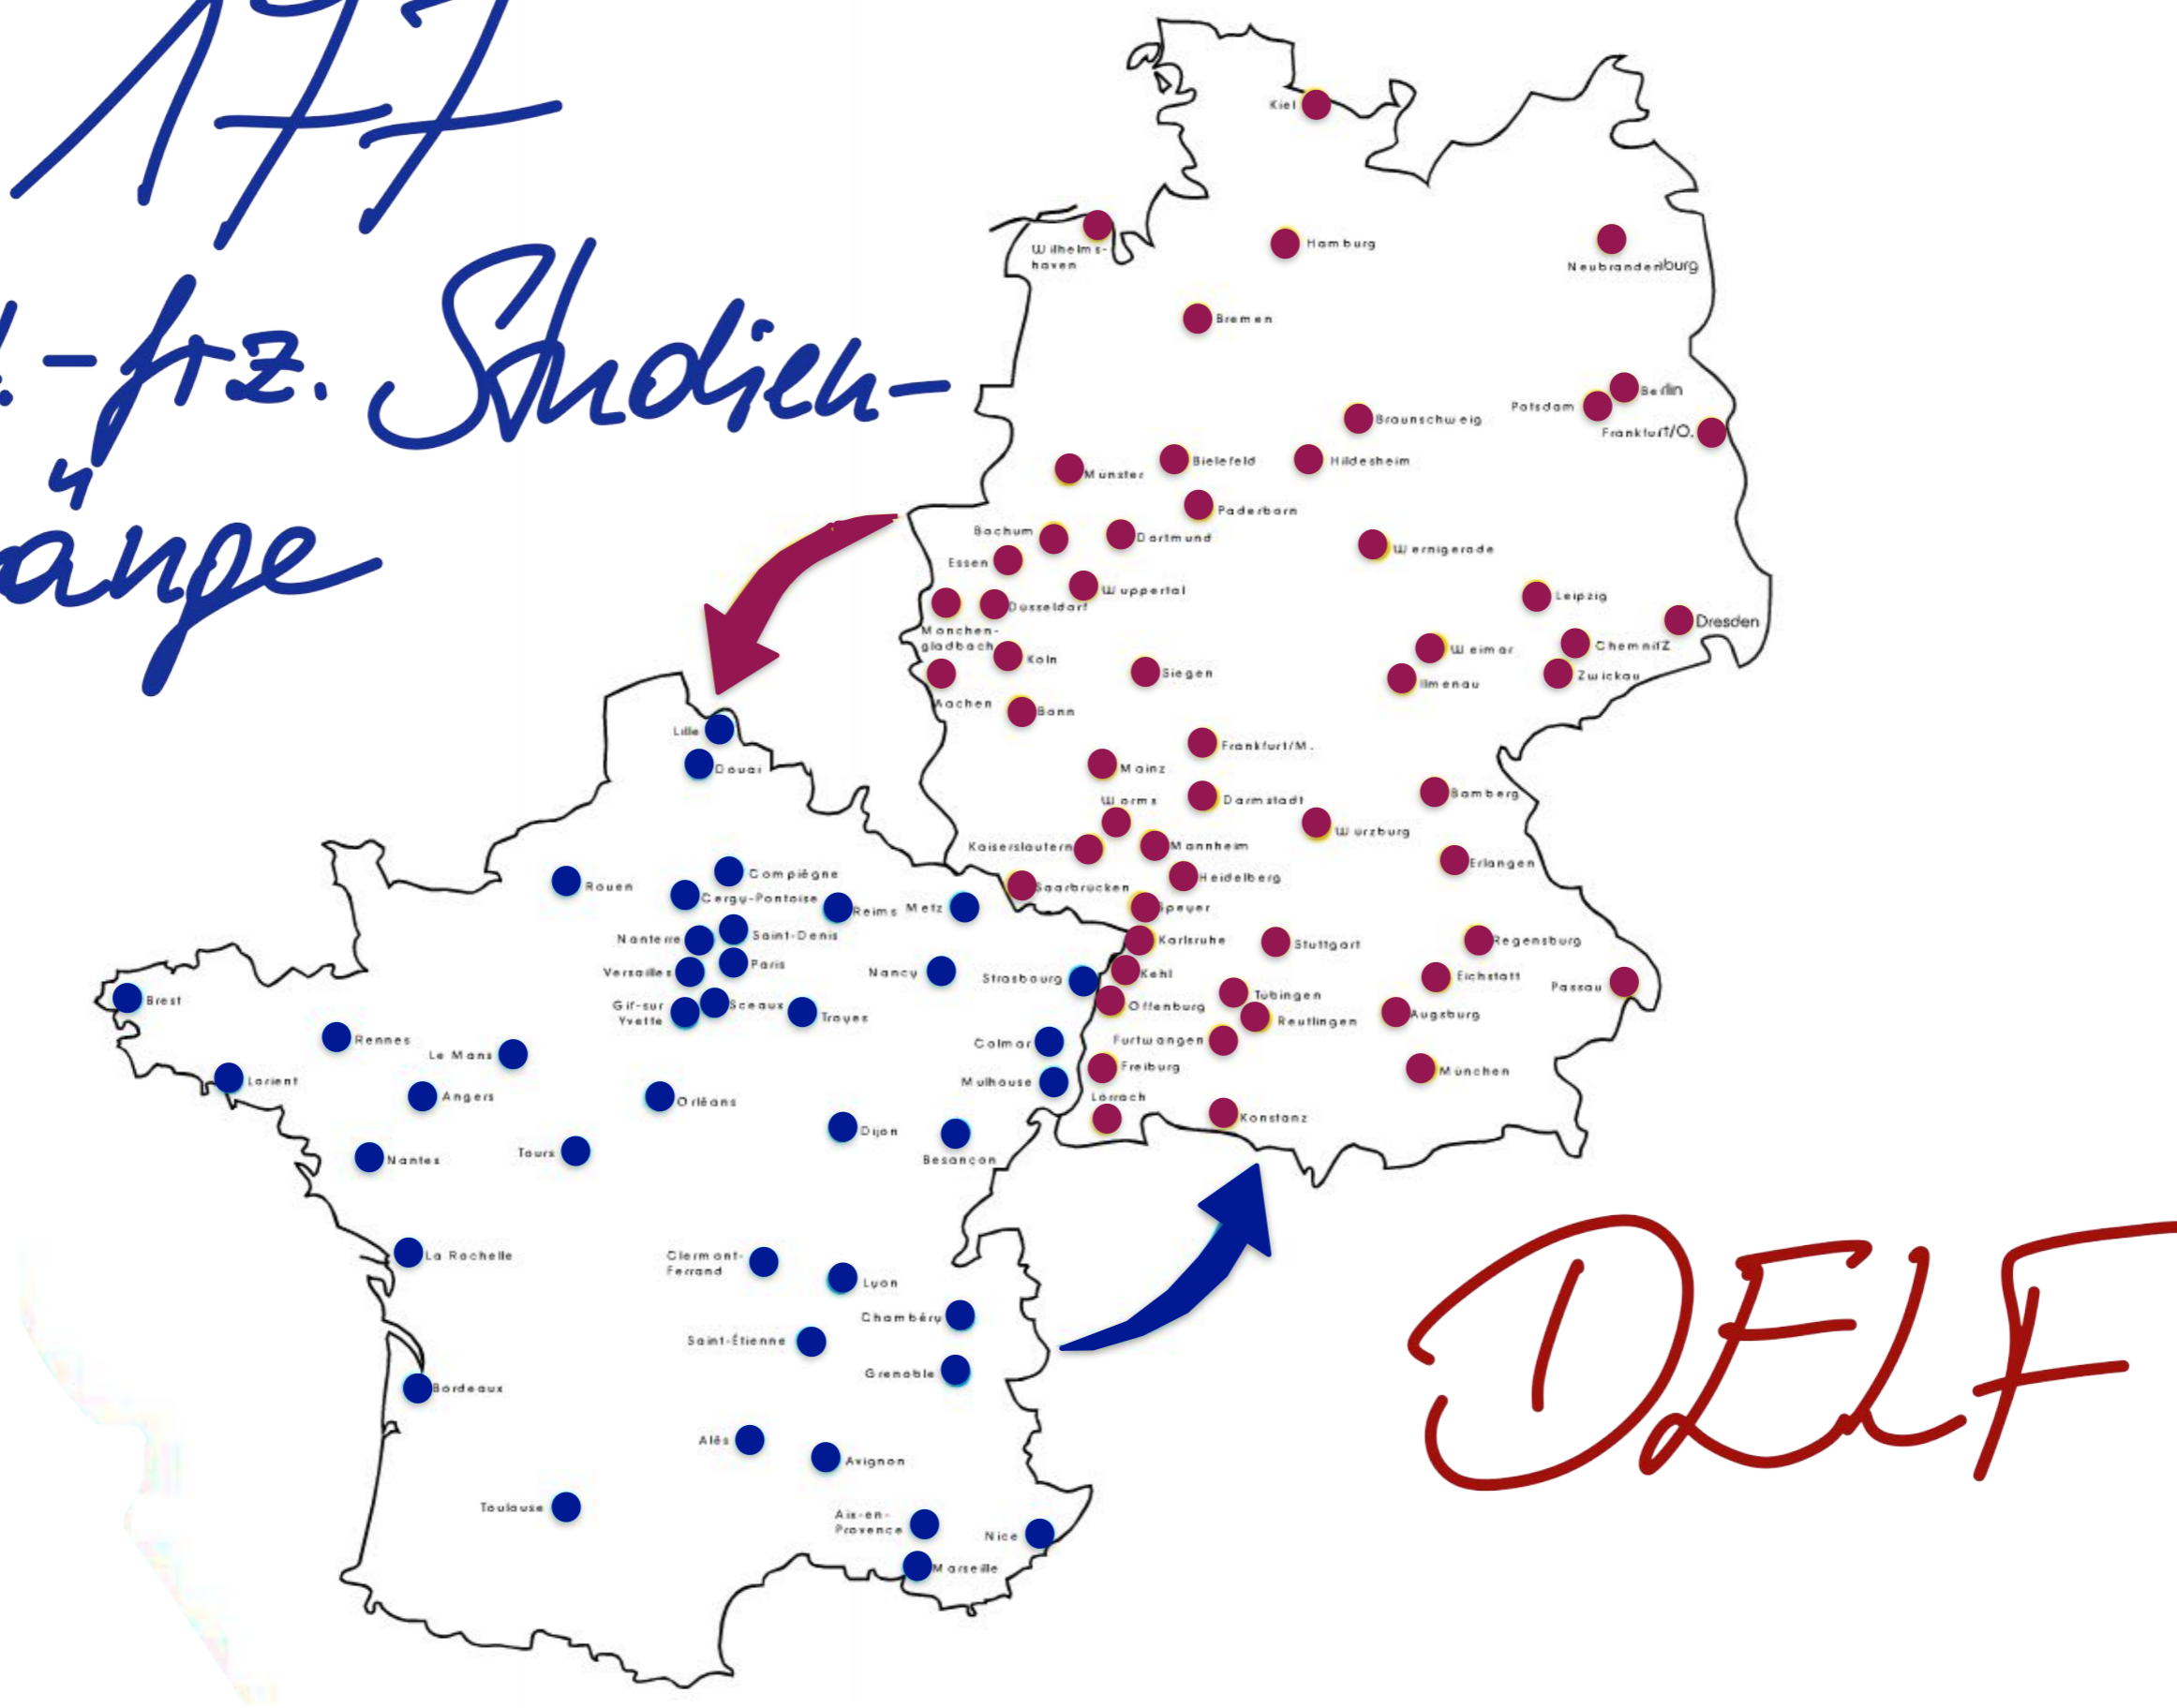 177
.-frz. Studien-
gänge
Kiel
Wilhelms-
haven
Hamburg
Neubrandenburg
Bremen
Berlin
Potsdam
Braunschweig
Frankfurt/O.
Münster
Bielefeld
Hildesheim
Paderborn
Bochum
Dortmund
Wernigerode
Essen
Wuppertal
Leipzig
Düsseldorf
Dresden
Mönchen-
gladbach
Chemnitz
Weimar
Köln
Siegen
Zwickau
Ilmenau
Aachen
Bonn
Lille
Frankfurt/M.
Douai
Mainz
Bamberg
Worms
Darmstadt
Würzburg
Kaiserslautern
Mannheim
Erlangen
Compiègne
Heidelberg
Rouen
Saarbrücken
Cergy-Pontoise
Reims
Metz
Speyer
Nanterre
Saint-Denis
Karlsruhe
Stuttgart
Regensburg
Versailles
Paris
Nancy
Strasbourg
Kehl
Eichstatt
Passau
Brest
Gif-sur
Yvette
Sceaux
Troyes
Offenburg
Tübingen
Reutlingen
Augsburg
Rennes
Le Mans
Colmar
Furtwangen
Freiburg
München
Lorient
Mulhouse
Angers
Orléans
Lörrach
Konstanz
Dijon
Tours
Nantes
Besançon
La Rochelle
Clermont-
Ferrand
Lyon
Chambéry
Saint-Étienne
Grenoble
DELF
Bordeaux
Alès
Avignon
Toulouse
Aix-en-
Provence
Nice
Marseille